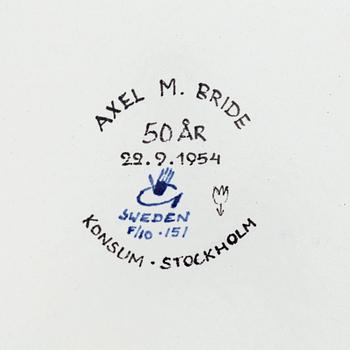 AXEL M. BRIDE
50 ÅR
22.9.1954
SWEDEN
F/10 · 151
KONSUM · STOCKHOLM